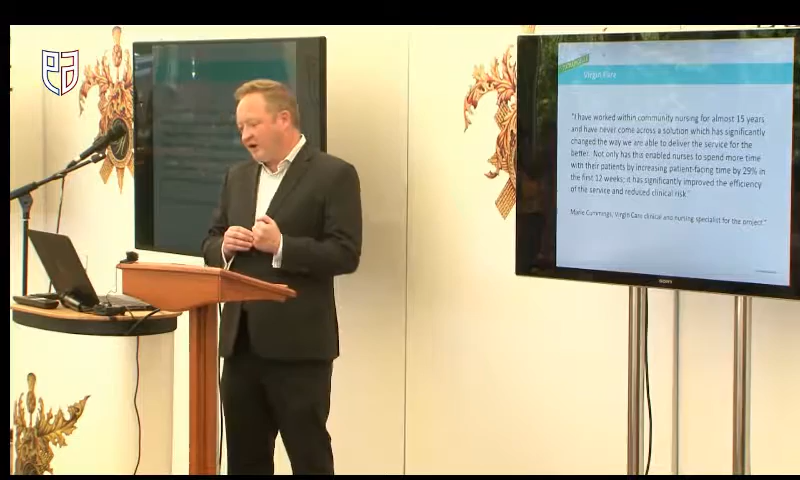 Virgin Care
"I have worked within community nursing for almost 15 years
and have never come across a solution which has significantly
changed the way we are able to deliver the service for the
better. Not only has this enabled nurses to spend more time
with their patients by increasing patient-facing time by 29% in
the first 12 weeks; it has significantly improved the efficiency
of the service and reduced clinical risk."
Marie Cummings, Virgin Care clinical and nursing specialist for the project."
SONY